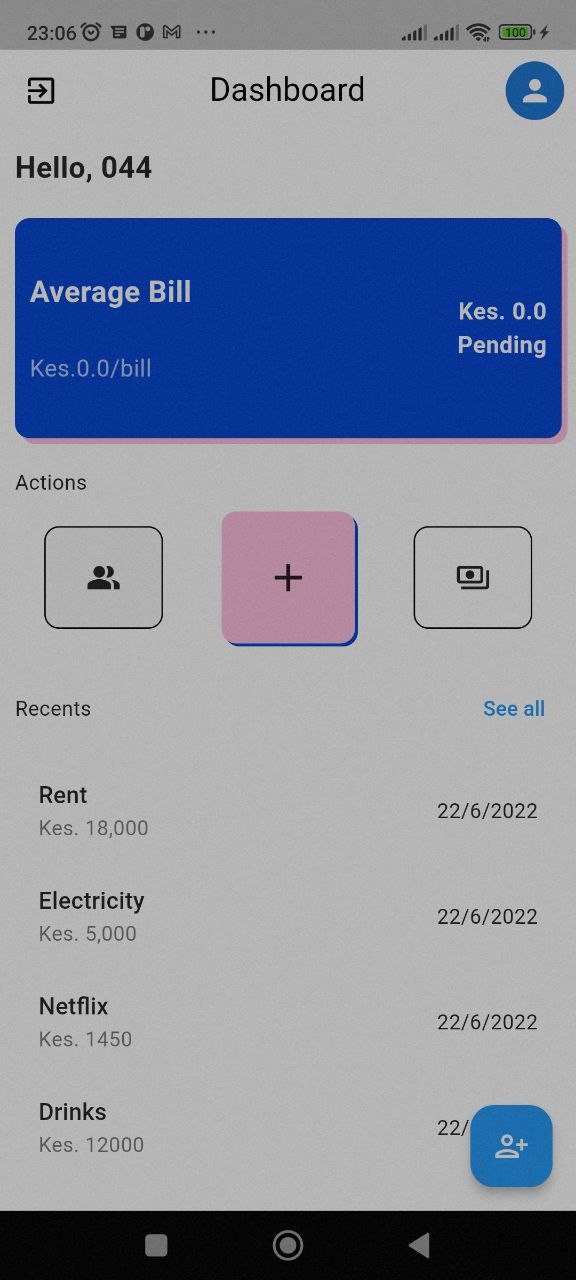 23:06
100
Dashboard
Hello, 044
Average Bill
Kes. 0.0
Pending
Kes.0.0/bill
Actions
Recents
See all
Rent
Kes. 18,000
22/6/2022
Electricity
Kes. 5,000
22/6/2022
Netflix
Kes. 1450
22/6/2022
Drinks
Kes. 12000
22/